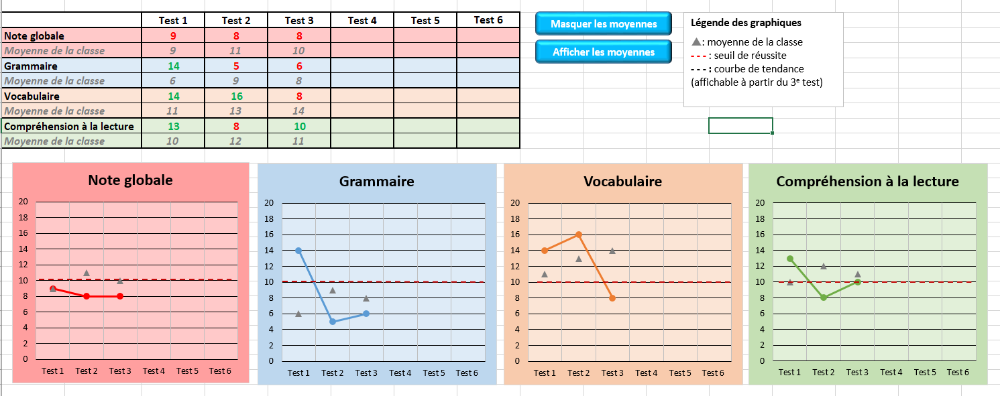 Test 1 Test 2 Test 3 Test 4 Test 5 Test 6
Note globale 9 8 8
Moyenne de la classe 9 11 10
Grammaire 14 5 6
Moyenne de la classe 6 9 8
Vocabulaire 14 16 8
Moyenne de la classe 11 13 14
Compréhension à la lecture 13 8 10
Moyenne de la classe 10 12 11
Masquer les moyennes
Afficher les moyennes
Légende des graphiques
: moyenne de la classe
--- : seuil de réussite
--- : courbe de tendance
(affichable à partir du 3e test)
Note globale
20
18
16
14
12
10
8
6
4
2
0
Test 1 Test 2 Test 3 Test 4 Test 5 Test 6
Grammaire
20
18
16
14
12
10
8
6
4
2
0
Test 1 Test 2 Test 3 Test 4 Test 5 Test 6
Vocabulaire
20
18
16
14
12
10
8
6
4
2
0
Test 1 Test 2 Test 3 Test 4 Test 5 Test 6
Compréhension à la lecture
20
18
16
14
12
10
8
6
4
2
0
Test 1 Test 2 Test 3 Test 4 Test 5 Test 6